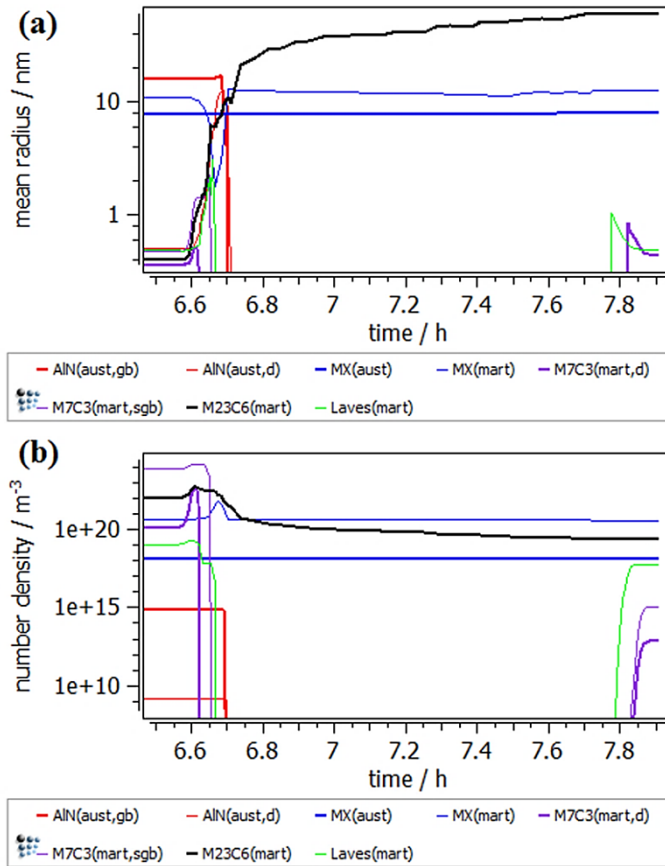 (a)
mean radius / nm
10
1
6.6 6.8 7 7.2 7.4 7.6 7.8
time / h
AlN(aust,gb) AlN(aust,d) MX(aust) MX(mart) M7C3(mart,d)
M7C3(mart,sgb) M23C6(mart) Laves(mart)
(b)
number density / m⁻³
1e+20
1e+15
1e+10
6.6 6.8 7 7.2 7.4 7.6 7.8
time / h
AlN(aust,gb) AlN(aust,d) MX(aust) MX(mart) M7C3(mart,d)
M7C3(mart,sgb) M23C6(mart) Laves(mart)